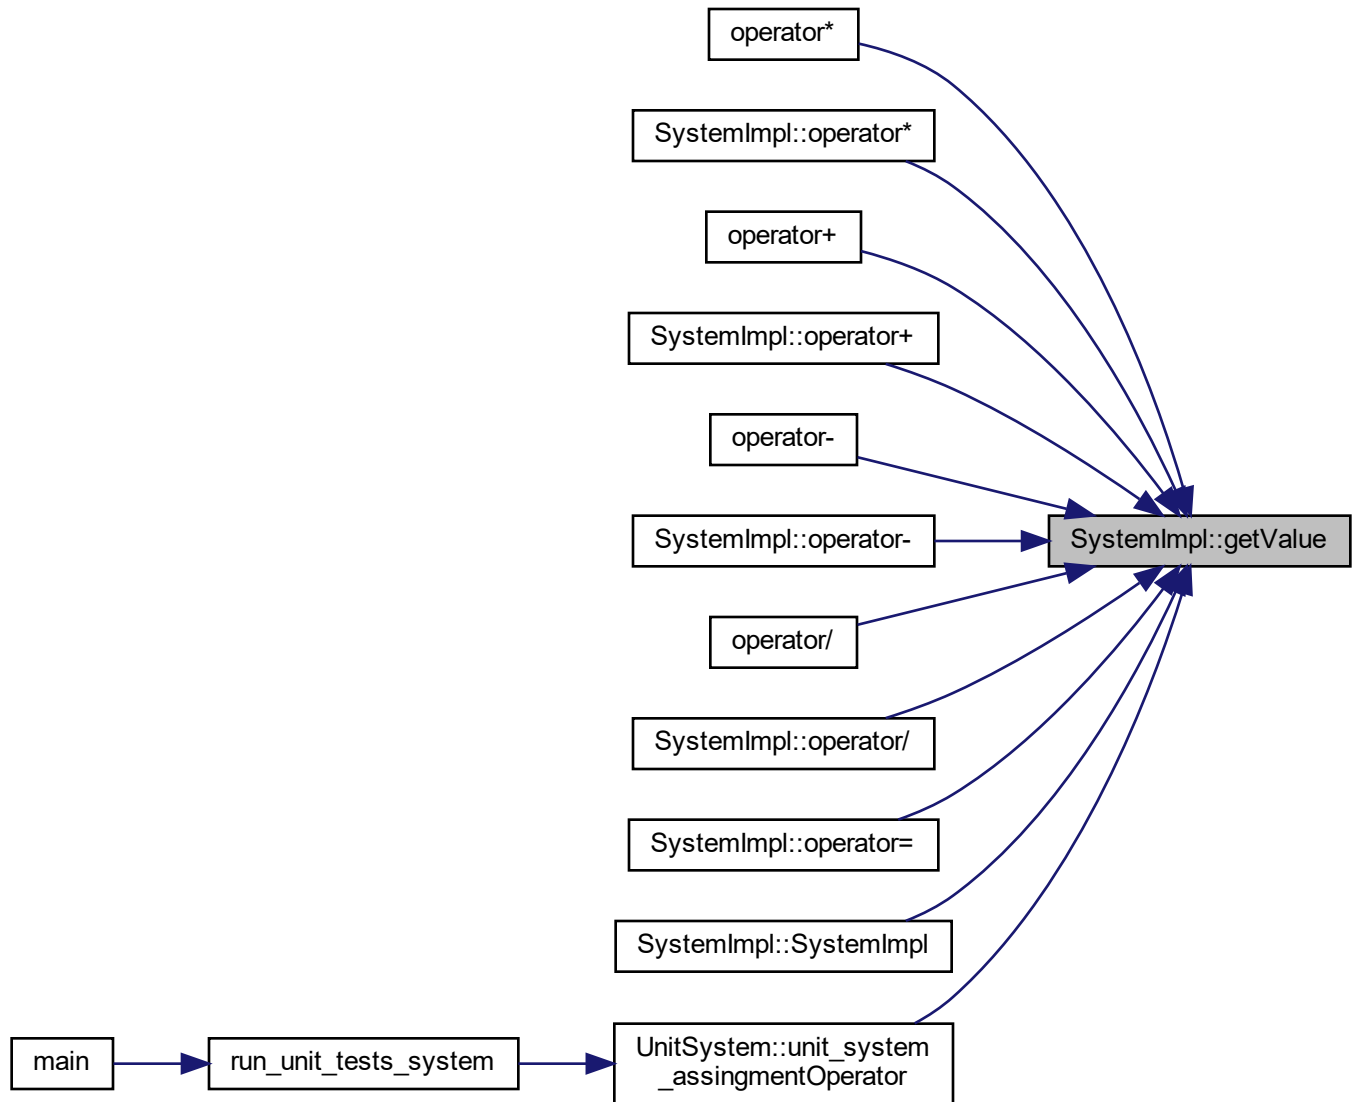 operator*
SystemImpl::operator*
operator+
SystemImpl::operator+
operator-
SystemImpl::operator-
SystemImpl::getValue
operator/
SystemImpl::operator/
SystemImpl::operator=
SystemImpl::SystemImpl
main
run_unit_tests_system
UnitSystem::unit_system
_assingmentOperator